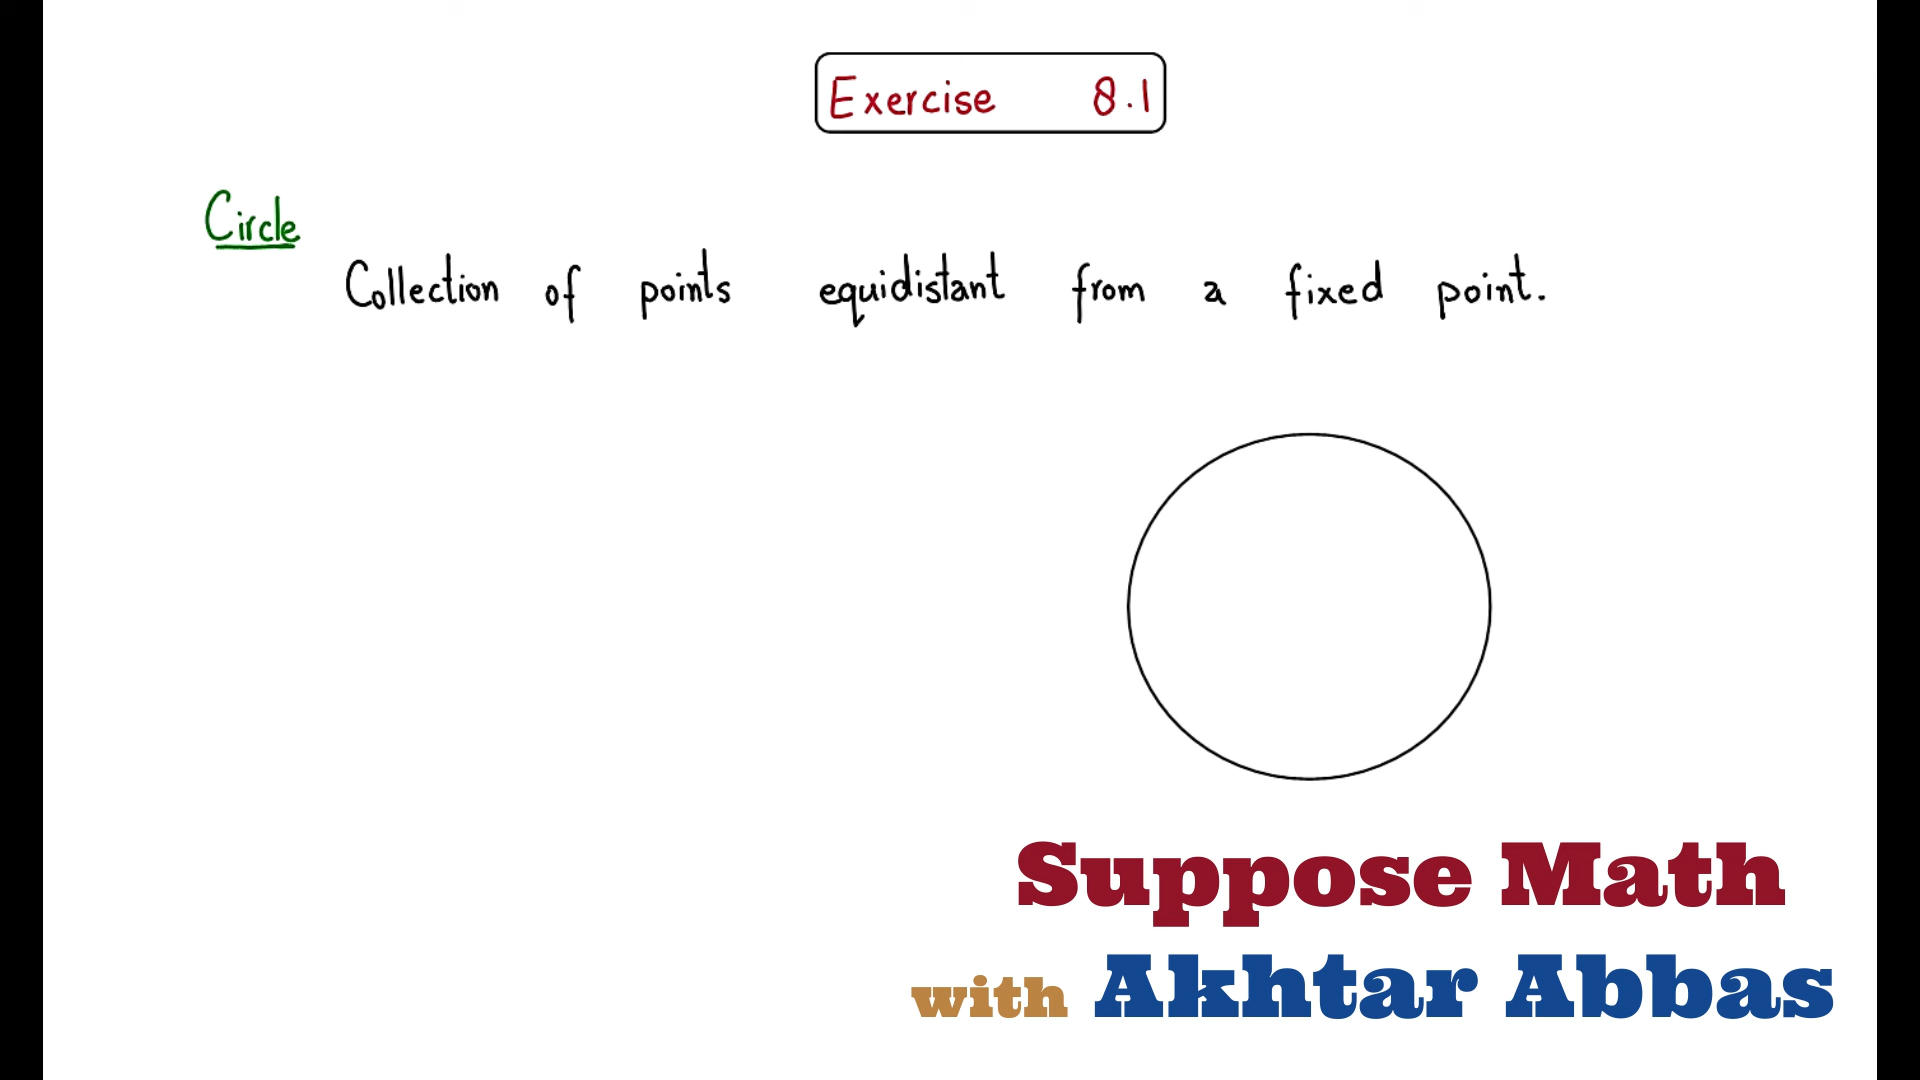 Exercise 8.1
Circle
Collection of points equidistant from a fixed point.
Suppose Math
with Akhtar Abbas